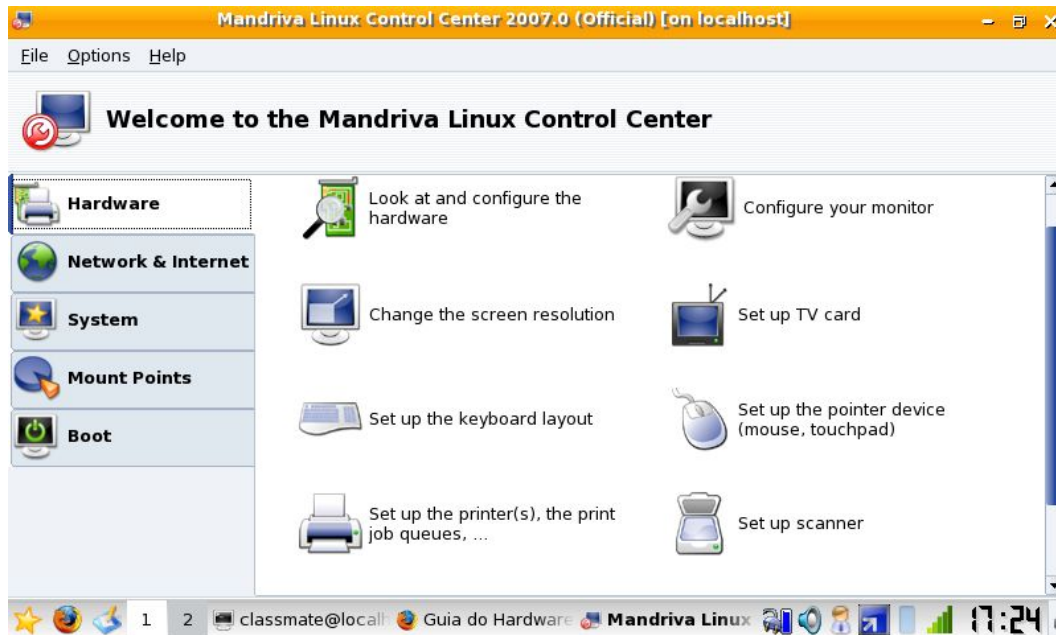 Mandriva Linux Control Center 2007.0 (Official) [on localhost]
File Options Help
Welcome to the Mandriva Linux Control Center
Hardware
Network & Internet
System
Mount Points
Boot
Look at and configure the
hardware
Configure your monitor
Change the screen resolution
Set up TV card
Set up the keyboard layout
Set up the pointer device
(mouse, touchpad)
Set up the printer(s), the print
job queues, ...
Set up scanner
1 2 classmate@local Guia do Hardware Mandriva Linux 17:24